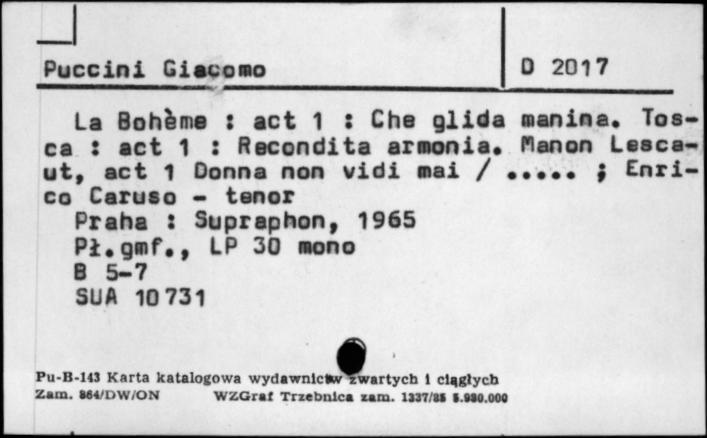 Puccini Giacomo
D 2017
La Bohème : act 1 : Che glida manina. Tos-
ca : act 1 : Recondita armonia. Manon Lesca-
ut, act 1 Donna non vidi mai / ..... ; Enri-
co Caruso - tenor
Praha : Supraphon, 1965
Pł.gmf., LP 30 mono
B 5-7
SUA 10731
Pu-B-143 Karta katalogowa wydawnictw zwartych i ciągłych
Zam. 864/DW/ON WZGraf Trzebnica zam. 1337/85 5.980.000